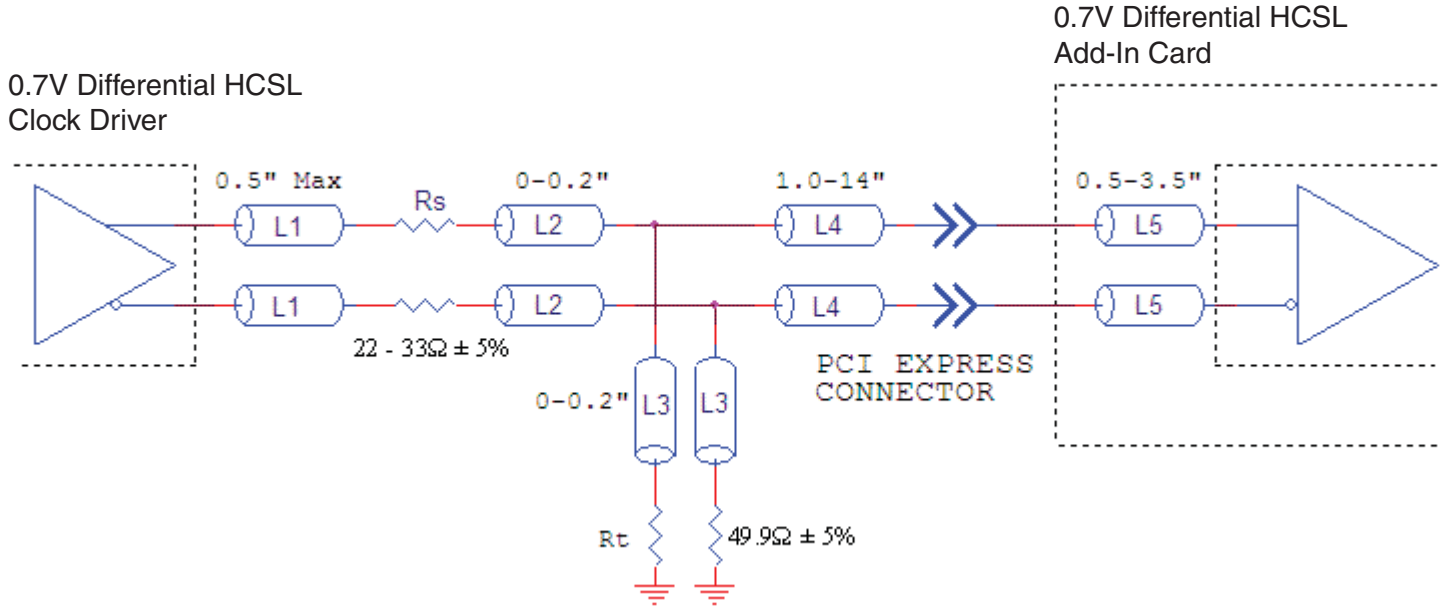 0.7V Differential HCSL
Add-In Card
0.7V Differential HCSL
Clock Driver
0.5" Max
Rs
0-0.2"
1.0-14"
0.5-3.5"
L1
L2
L4
L5
L1
L2
L4
L5
22 - 33Ω ± 5%
PCI EXPRESS
CONNECTOR
0-0.2"
L3
L3
Rt
49.9Ω ± 5%